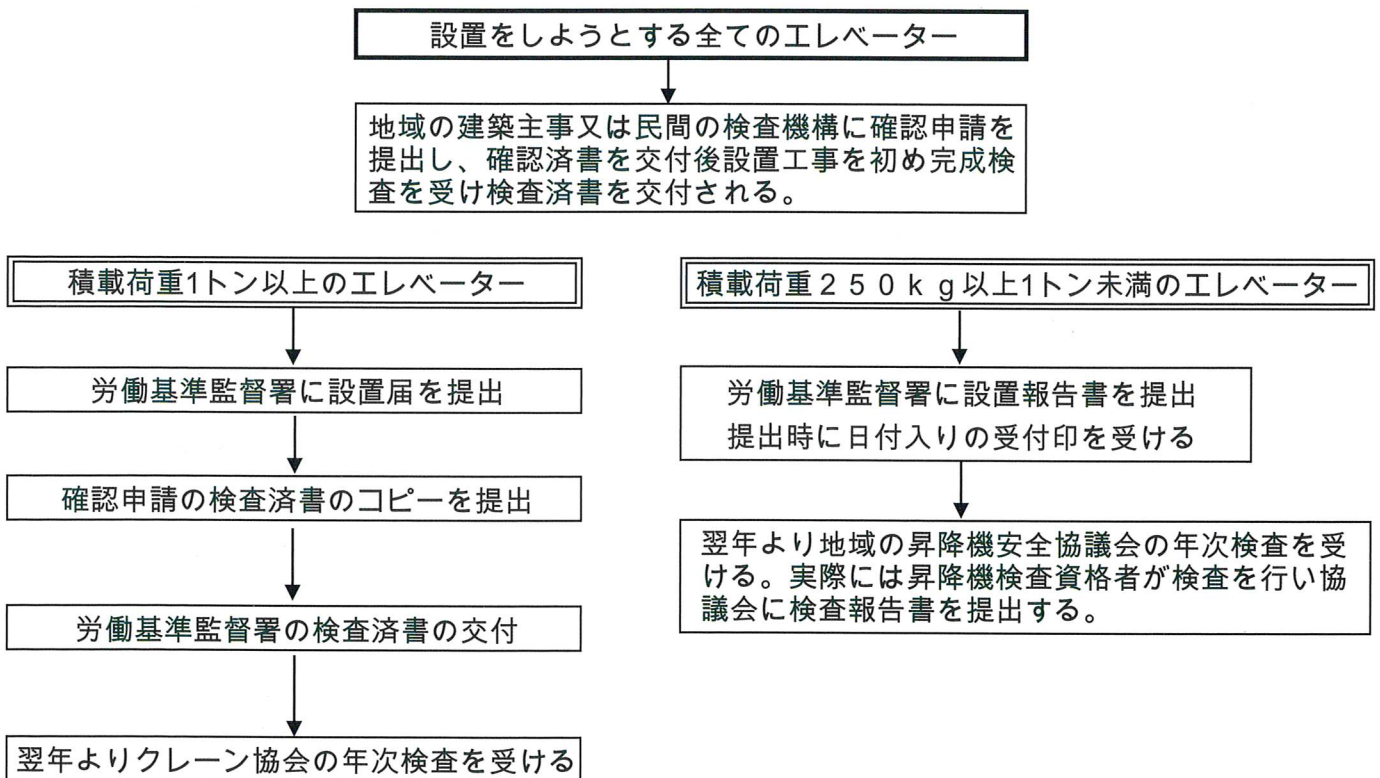 設置をしようとする全てのエレベーター
地域の建築主事又は民間の検査機構に確認申請を
提出し、確認済書を交付後設置工事を初め完成検
査を受け検査済書を交付される。
積載荷重1トン以上のエレベーター
労働基準監督署に設置届を提出
確認申請の検査済書のコピーを提出
労働基準監督署の検査済書の交付
翌年よりクレーン協会の年次検査を受ける
積載荷重２５０ｋｇ以上1トン未満のエレベーター
労働基準監督署に設置報告書を提出
提出時に日付入りの受付印を受ける
翌年より地域の昇降機安全協議会の年次検査を受
ける。実際には昇降機検査資格者が検査を行い協
議会に検査報告書を提出する。